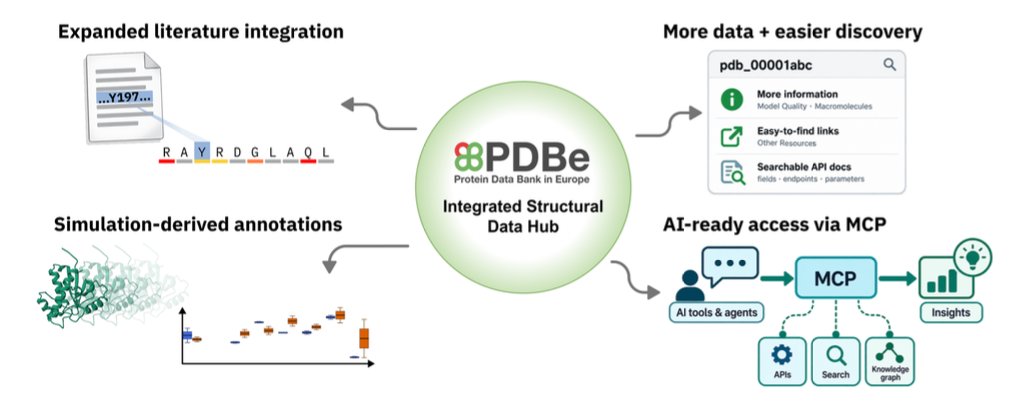 Expanded literature integration
...Y197...
R A Y R D G L A Q L
More data + easier discovery
pdb_00001abc
More information
Model Quality • Macromolecules
Easy-to-find links
Other Resources
Searchable API docs
fields • endpoints • parameters
PDBe
Protein Data Bank in Europe
Integrated Structural
Data Hub
Simulation-derived annotations
AI-ready access via MCP
AI tools & agents
MCP
Insights
APIs
Search
Knowledge
graph